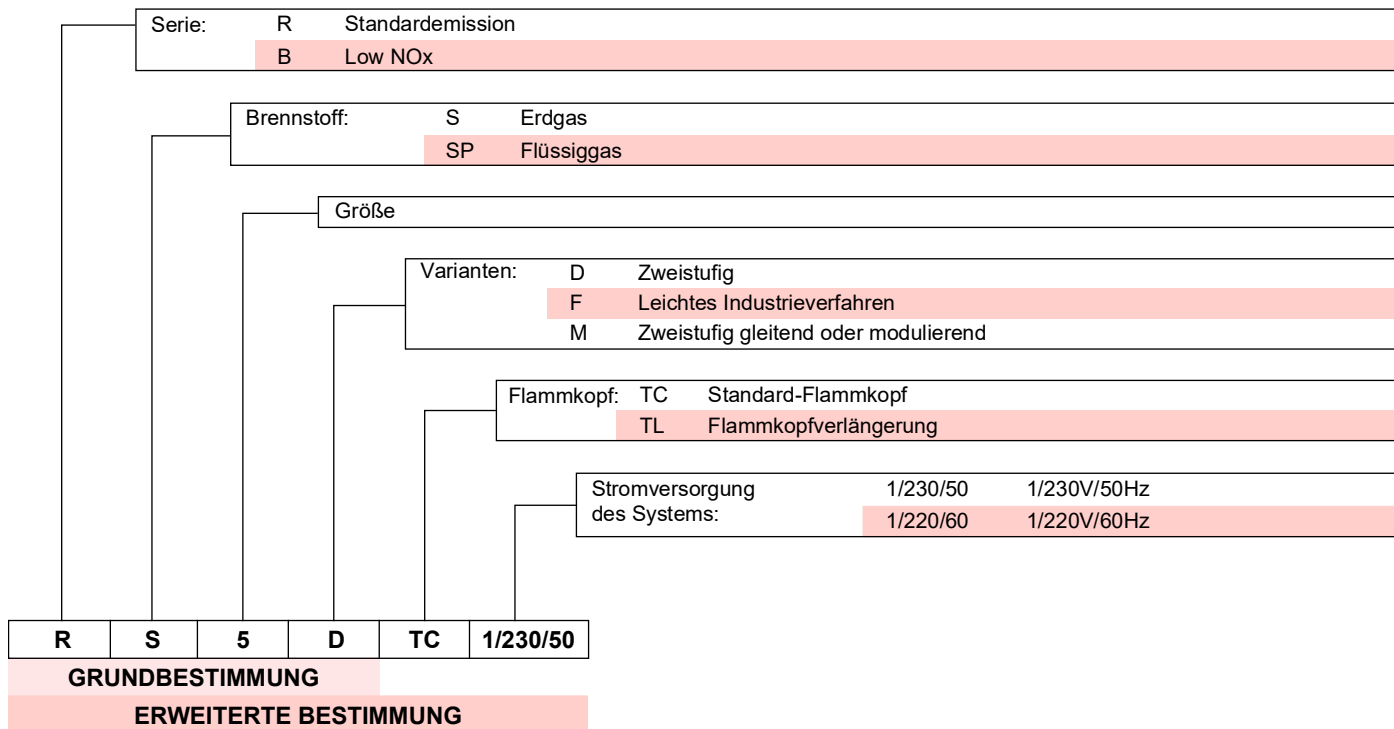 Serie: R Standardemission
B Low NOx
Brennstoff: S Erdgas
SP Flüssiggas
Größe
Varianten: D Zweistufig
F Leichtes Industrieverfahren
M Zweistufig gleitend oder modulierend
Flammkopf: TC Standard-Flammkopf
TL Flammkopfverlängerung
Stromversorgung 1/230/50 1/230V/50Hz
des Systems: 1/220/60 1/220V/60Hz
R S 5 D TC 1/230/50
GRUNDBESTIMMUNG
ERWEITERTE BESTIMMUNG